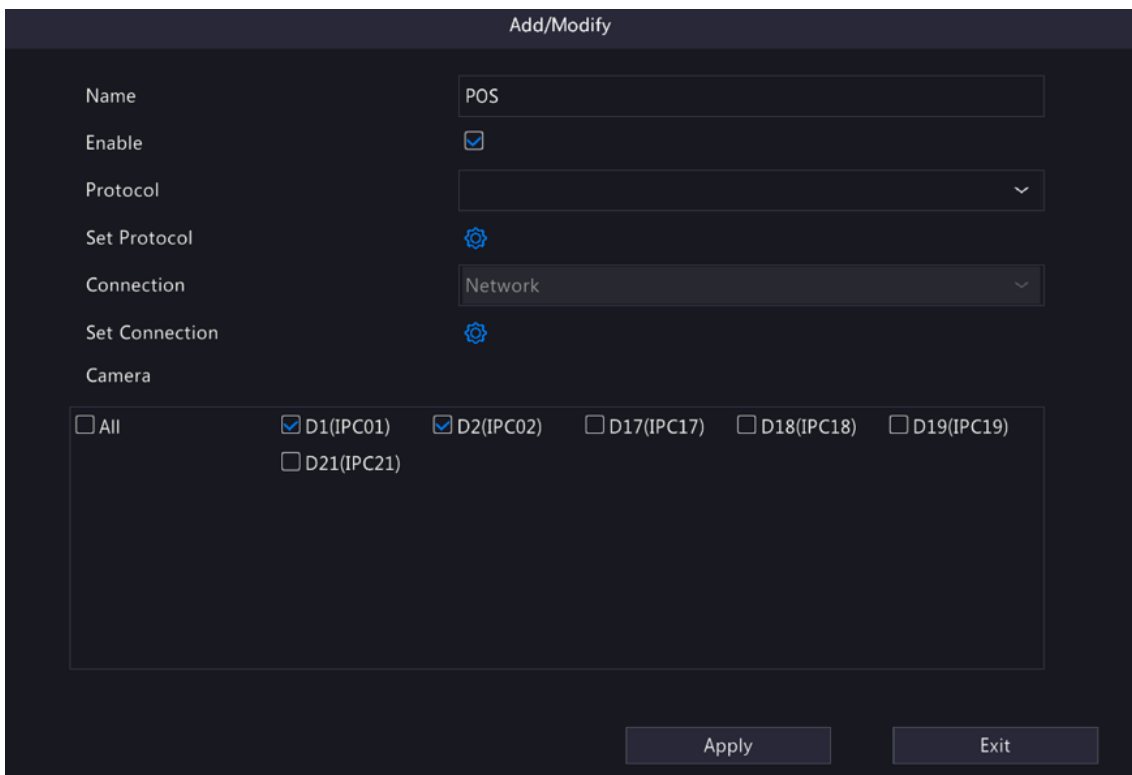 Add/Modify
Name POS
Enable
Protocol
Set Protocol
Connection Network
Set Connection
Camera
All D1(IPC01) D2(IPC02) D17(IPC17) D18(IPC18) D19(IPC19)
D21(IPC21)
Apply Exit